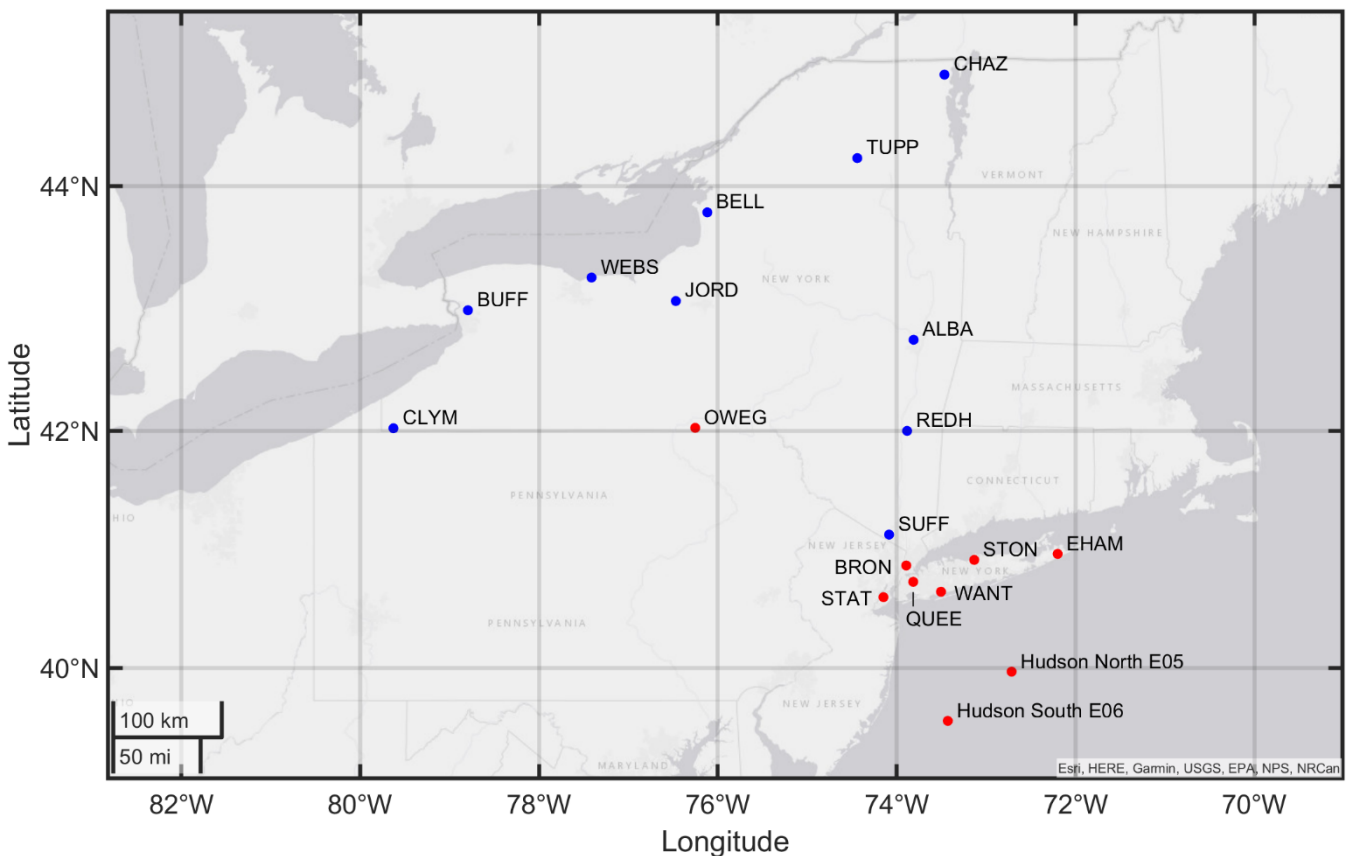 CHAZ
TUPP
44°N
VERMONT
BELL
NEW HAMPSHIRE
WEBS
NEW YORK
JORD
BUFF
ALBA
MASSACHUSETTS
Latitude
CLYM
OWEG
REDH
42°N
CONNECTICUT
PENNSYLVANIA
HIO
SUFF
NEW JERSEY
STON
EHAM
BRON
NEW YORK
STAT
WANT
QUEE
PENNSYLVANIA
40°N
Hudson North E05
NEW JERSEY
Hudson South E06
IO
100 km
50 mi
MARYLAND
Esri, HERE, Garmin, USGS, EPA, NPS, NRCan
82°W 80°W 78°W 76°W 74°W 72°W 70°W
Longitude